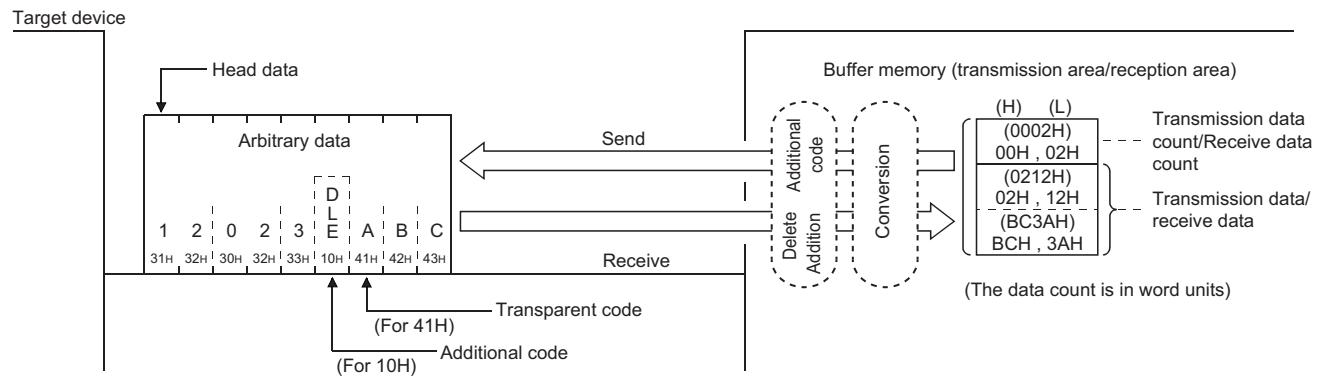 Target device
Head data
Arbitrary data
D
L
1 2 0 2 3 E A B C
31H 32H 30H 32H 33H 10H 41H 42H 43H
Send
Receive
Transparent code
(For 41H)
Additional code
(For 10H)
Buffer memory (transmission area/reception area)
Additional
code
Delete
Addition
Conversion
(H) (L)
(0002H)
00H , 02H
(0212H)
02H , 12H
(BC3AH)
BCH , 3AH
Transmission data
count/Receive data
count
Transmission data/
receive data
(The data count is in word units)